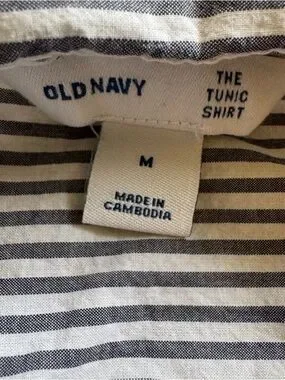 OLD NAVY
THE
TUNIC
SHIRT
M
MADE IN
CAMBODIA